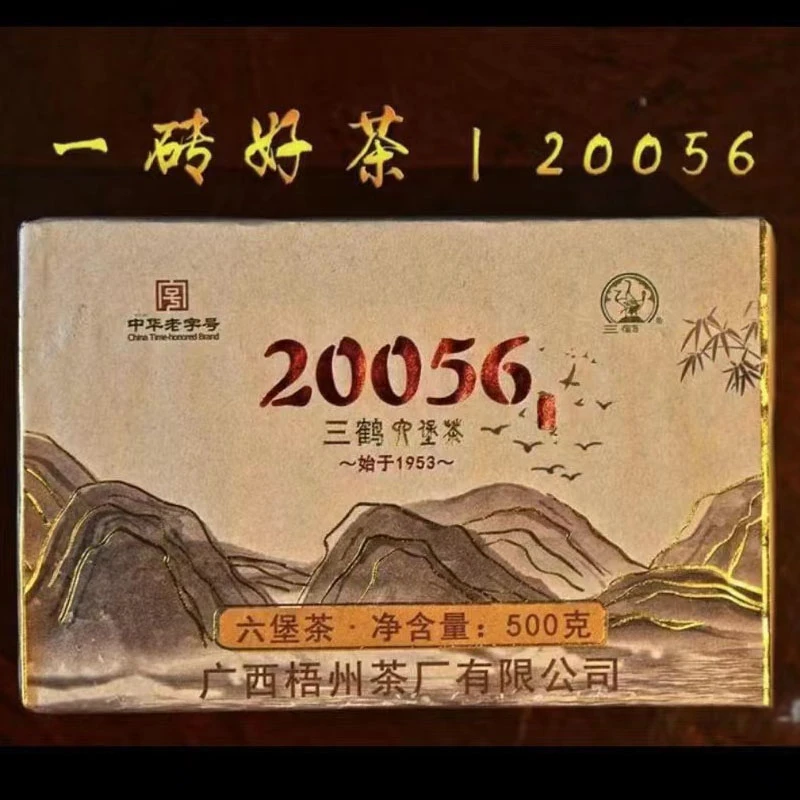 一砖好茶 | 20056
中华老字号
China Time-honored Brand
三鹤
®
20056
三鹤六堡茶
～始于1953～
六堡茶·净含量：500克
广西梧州茶厂有限公司